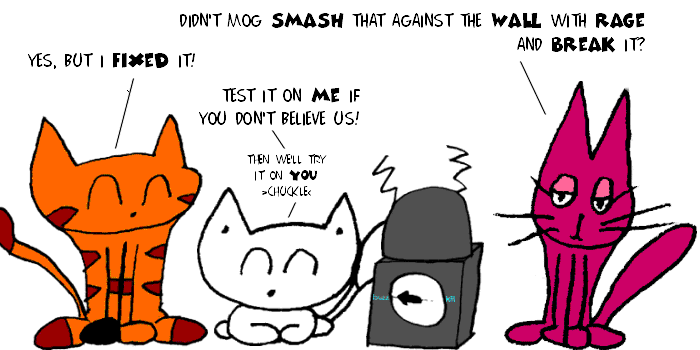 DIDN'T MOG SMASH THAT AGAINST THE WALL WITH RAGE
AND BREAK IT?
YES, BUT I FIXED IT!
TEST IT ON ME IF
YOU DON'T BELIEVE US!
THEN WE'LL TRY
IT ON YOU
>CHUCKLE<